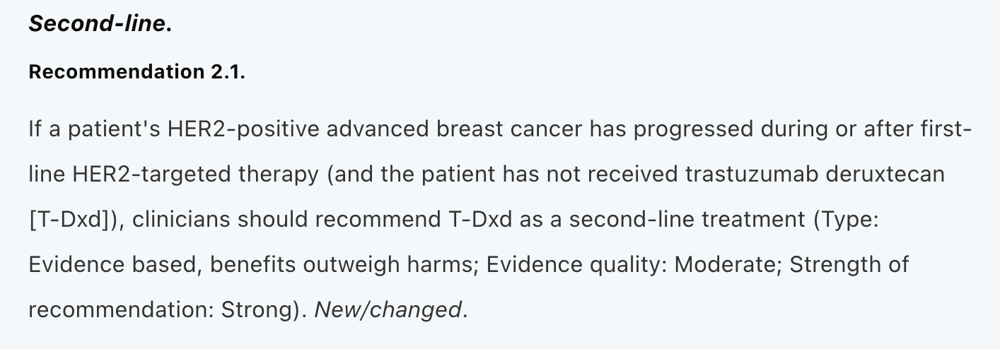 Second-line.
Recommendation 2.1.
If a patient's HER2-positive advanced breast cancer has progressed during or after first-
line HER2-targeted therapy (and the patient has not received trastuzumab deruxtecan
[T-Dxd]), clinicians should recommend T-Dxd as a second-line treatment (Type:
Evidence based, benefits outweigh harms; Evidence quality: Moderate; Strength of
recommendation: Strong). New/changed.